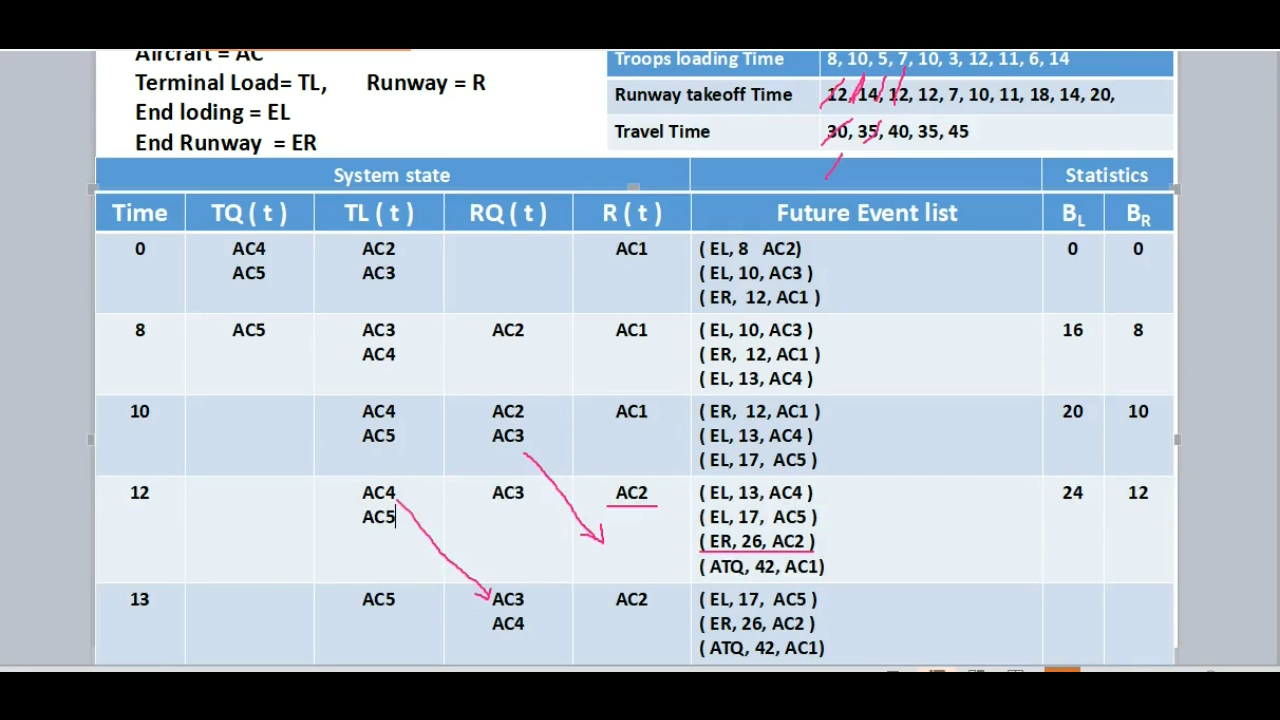 Aircraft = AC
Terminal Load= TL, Runway = R
End loding = EL
End Runway = ER
Troops loading Time 8, 10, 5, 7, 10, 3, 12, 11, 6, 14
Runway takeoff Time 12, 14, 12, 12, 7, 10, 11, 18, 14, 20,
Travel Time 30, 35, 40, 35, 45
System state Statistics
Time TQ ( t ) TL ( t ) RQ ( t ) R ( t ) Future Event list BL BR
0 AC4 AC2 AC1 ( EL, 8 AC2) 0 0
AC5 AC3 ( EL, 10, AC3 )
( ER, 12, AC1 )
8 AC5 AC3 AC2 AC1 ( EL, 10, AC3 ) 16 8
AC4 ( ER, 12, AC1 )
( EL, 13, AC4 )
10 AC4 AC2 AC1 ( ER, 12, AC1 ) 20 10
AC5 AC3 ( EL, 13, AC4 )
( EL, 17, AC5 )
12 AC4 AC3 AC2 ( EL, 13, AC4 ) 24 12
AC5 ( EL, 17, AC5 )
( ER, 26, AC2 )
( ATQ, 42, AC1)
13 AC5 AC3 AC2 ( EL, 17, AC5 )
AC4 ( ER, 26, AC2 )
( ATQ, 42, AC1)